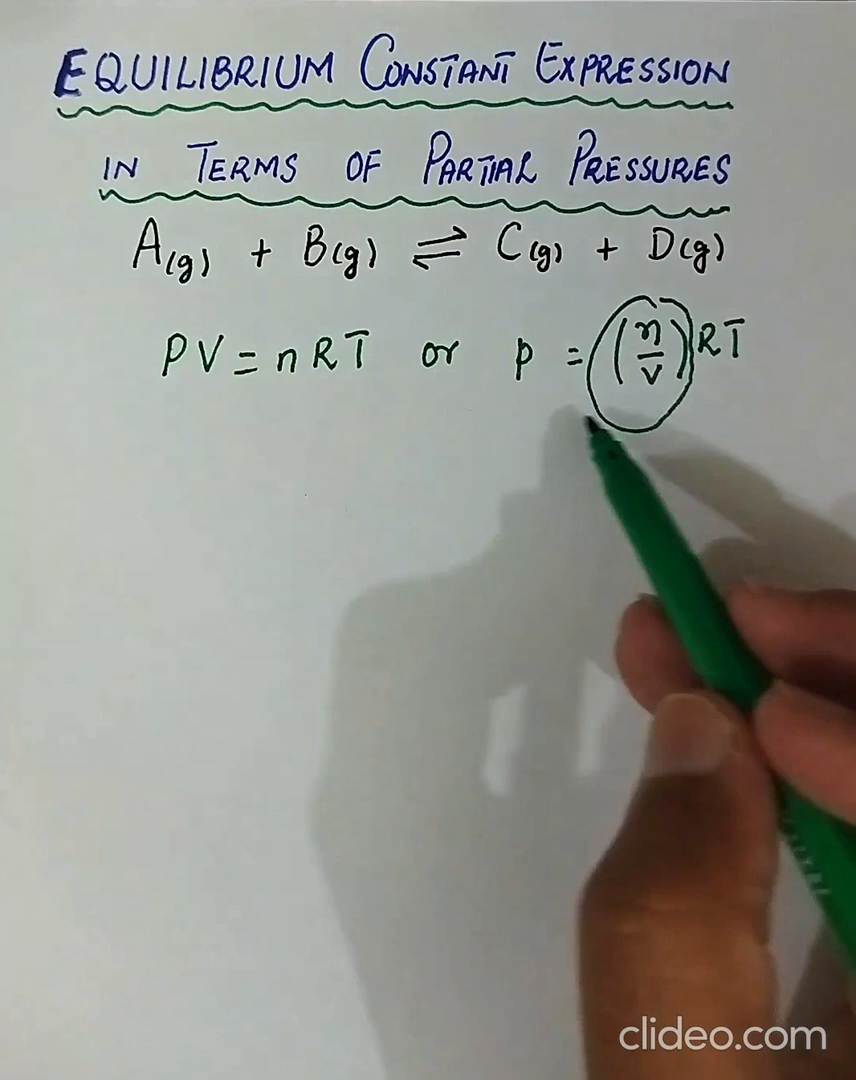 EQUILIBRIUM CONSTANT EXPRESSION
IN TERMS OF PARTIAL PRESSURES
A(g) + B(g) ⇌ C(g) + D(g)
PV = nRT or p = (n/v) RT
clideo.com